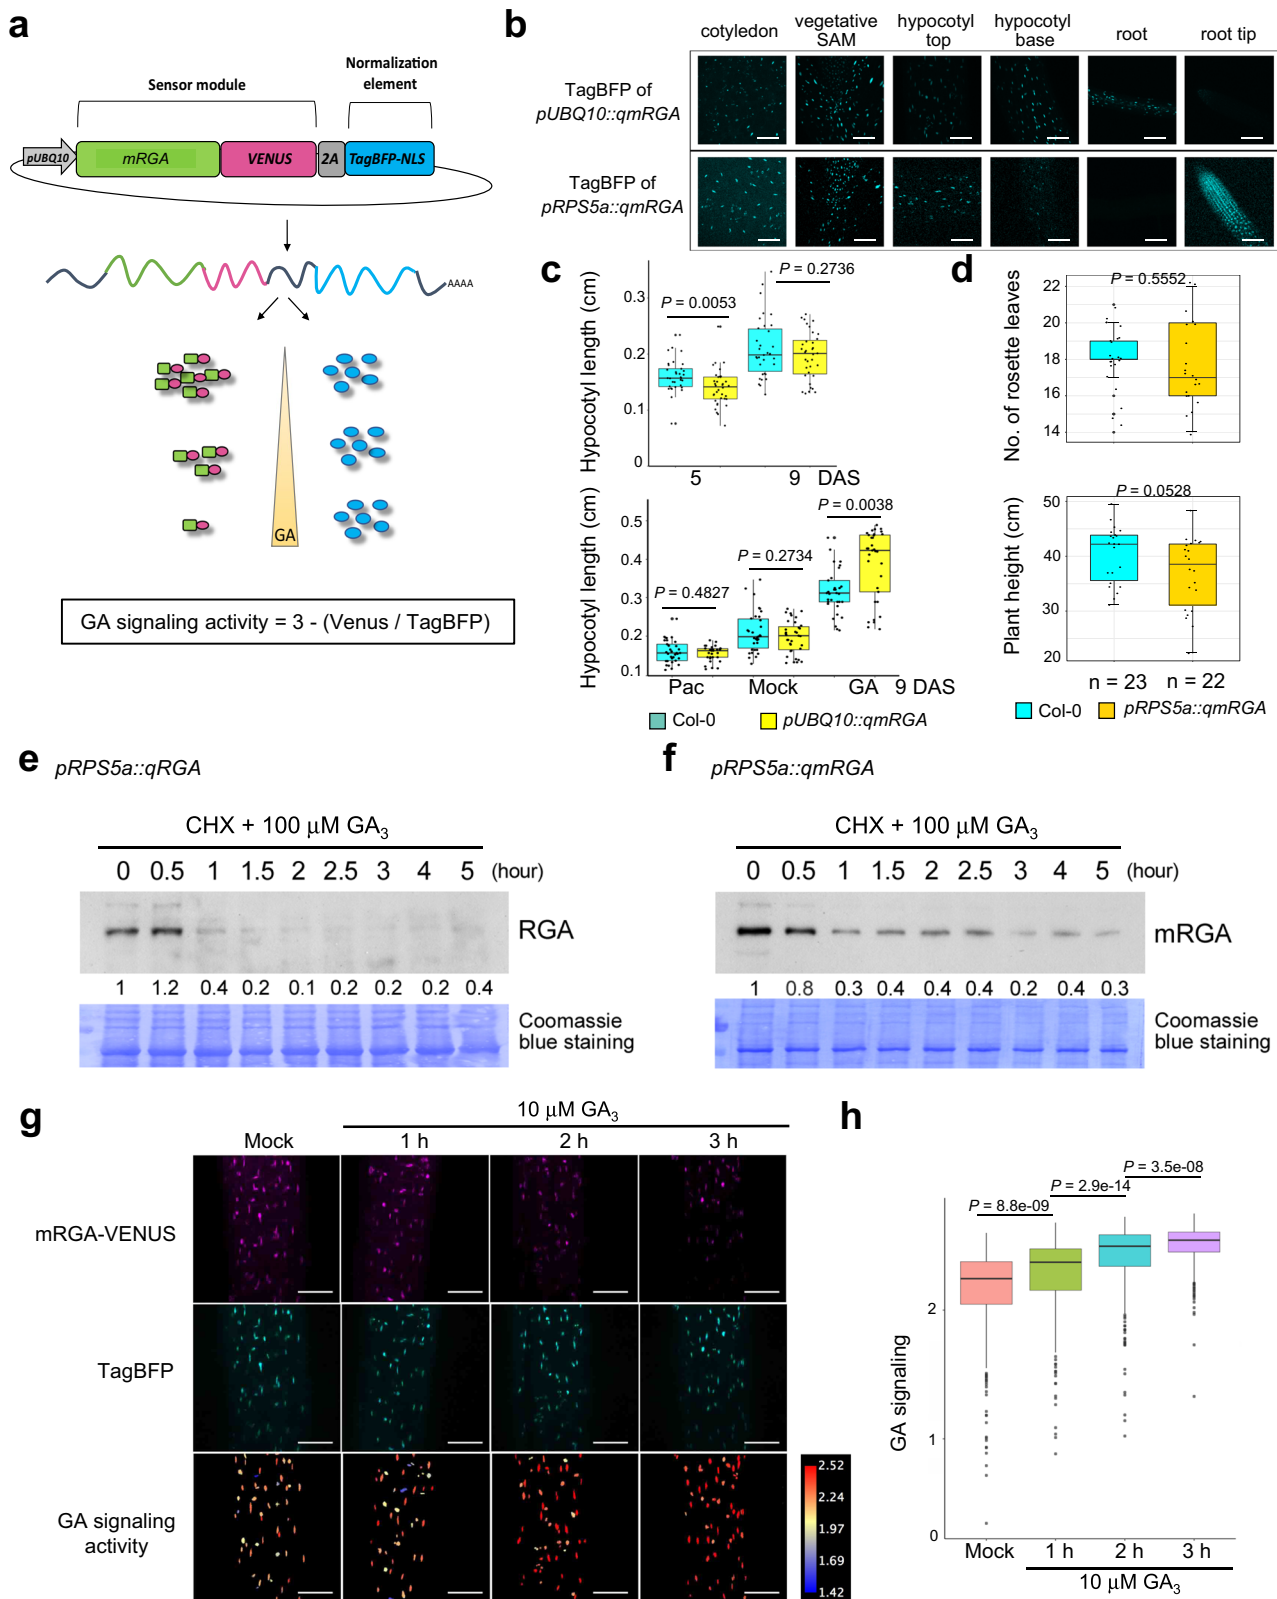 a
Sensor module
Normalization
element
pUBQ10
mRGA
VENUS
2A
TagBFP-NLS
AAAA
GA
GA signaling activity = 3 - (Venus / TagBFP)
b
cotyledon
vegetative
SAM
hypocotyl
top
hypocotyl
base
root
root tip
TagBFP of
pUBQ10::qmRGA
TagBFP of
pRPS5a::qmRGA
c
Hypocotyl length (cm)
0.3
0.2
0.1
0
P = 0.0053
P = 0.2736
5
9
DAS
Hypocotyl length (cm)
0.5
0.4
0.3
0.2
0.1
P = 0.4827
P = 0.2734
P = 0.0038
Pac
Mock
GA
9 DAS
Col-0
pUBQ10::qmRGA
d
No. of rosette leaves
22
20
18
16
14
P = 0.5552
Plant height (cm)
50
40
30
20
P = 0.0528
n = 23
n = 22
Col-0
pRPS5a::qmRGA
e
pRPS5a::qRGA
CHX + 100 μM GA3
0 0.5 1 1.5 2 2.5 3 4 5 (hour)
RGA
1 1.2 0.4 0.2 0.1 0.2 0.2 0.2 0.4
Coomassie
blue staining
f
pRPS5a::qmRGA
CHX + 100 μM GA3
0 0.5 1 1.5 2 2.5 3 4 5 (hour)
mRGA
1 0.8 0.3 0.4 0.4 0.4 0.2 0.4 0.3
Coomassie
blue staining
g
10 μM GA3
Mock
1 h
2 h
3 h
mRGA-VENUS
TagBFP
GA signaling
activity
2.52
2.24
1.97
1.69
1.42
h
GA signaling
2
1
0
P = 8.8e-09
P = 2.9e-14
P = 3.5e-08
Mock
1 h
2 h
3 h
10 μM GA3